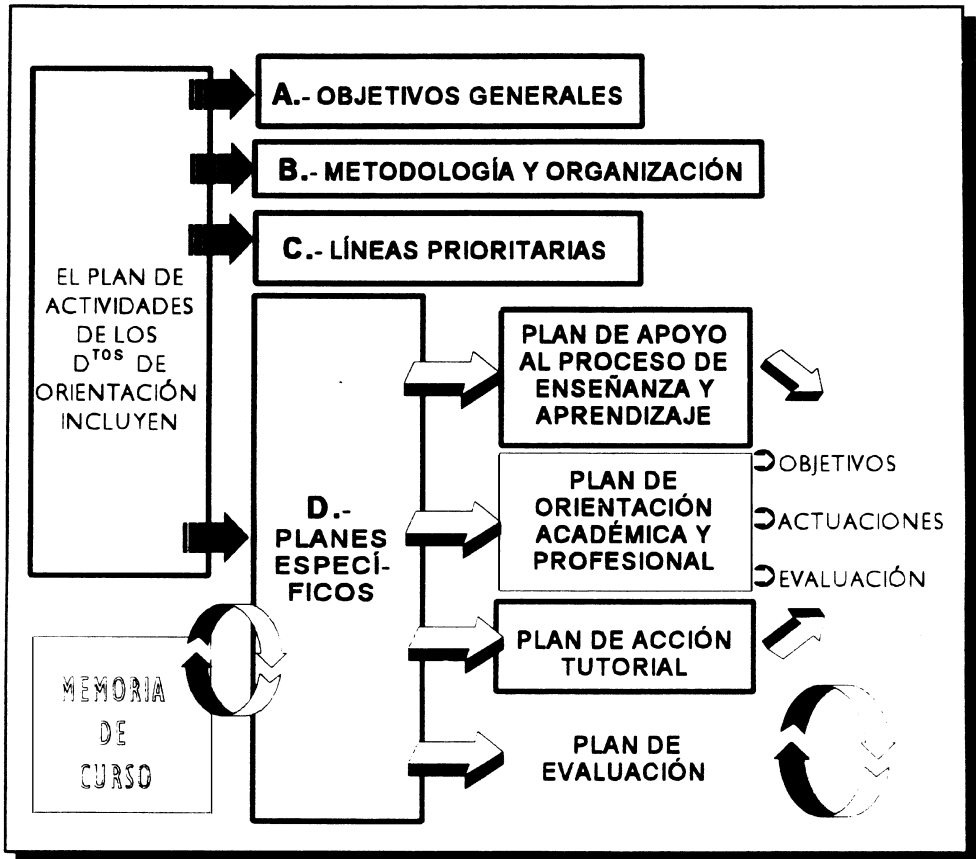 A.- OBJETIVOS GENERALES
B.- METODOLOGÍA Y ORGANIZACIÓN
C.- LÍNEAS PRIORITARIAS
EL PLAN DE
ACTIVIDADES
DE LOS
Dᵀᴼˢ DE
ORIENTACIÓN
INCLUYEN
D.-
PLANES
ESPECÍ-
FICOS
PLAN DE APOYO
AL PROCESO DE
ENSEÑANZA Y
APRENDIZAJE
PLAN DE
ORIENTACIÓN
ACADÉMICA Y
PROFESIONAL
OBJETIVOS
ACTUACIONES
EVALUACIÓN
PLAN DE ACCIÓN
TUTORIAL
PLAN DE
EVALUACIÓN
MEMORIA
DE
CURSO